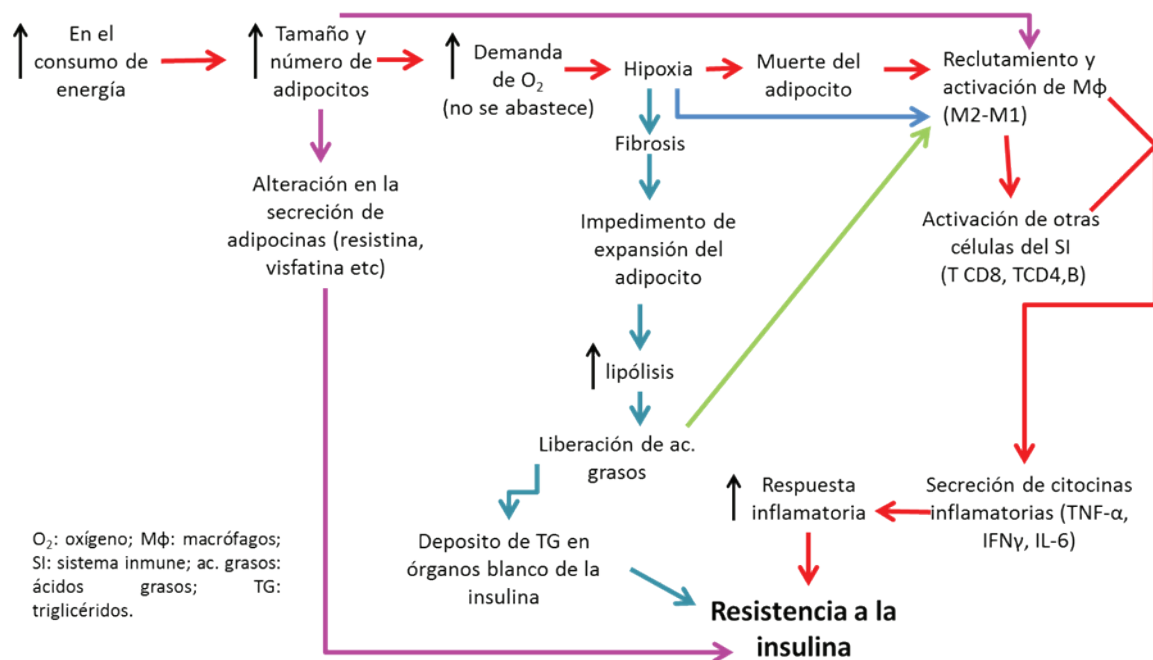 En el
consumo de
energía
Tamaño y
número de
adipocitos
Demanda
de O₂
(no se abastece)
Hipoxia
Muerte del
adipocito
Reclutamiento y
activación de Mф
(M2-M1)
Fibrosis
Alteración en la
secreción de
adipocinas (resistina,
visfatina etc)
Impedimento de
expansión del
adipocito
Activación de otras
células del SI
(T CD8, TCD4,B)
lipólisis
Liberación de ac.
grasos
Respuesta
inflamatoria
Secreción de citocinas
inflamatorias (TNF-α,
IFNγ, IL-6)
Deposito de TG en
órganos blanco de la
insulina
O₂: oxígeno; Mф: macrófagos;
SI: sistema inmune; ac. grasos:
ácidos grasos; TG:
triglicéridos.
Resistencia a la
insulina